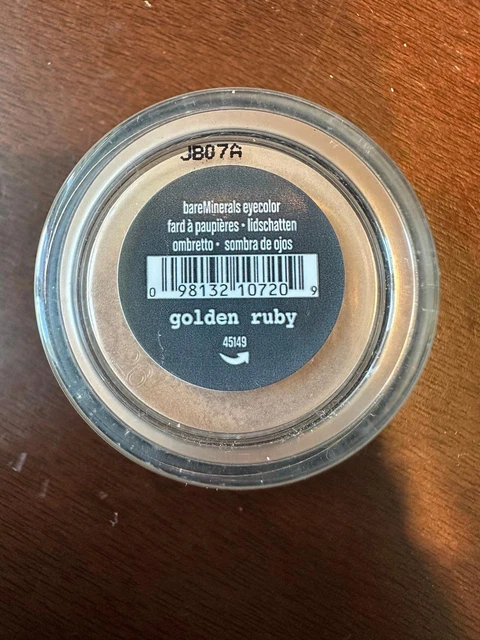 JB07A
bareMinerals eyecolor
fard à paupières • lidschatten
ombretto • sombra de ojos
0 98132 10720 9
golden ruby
45149